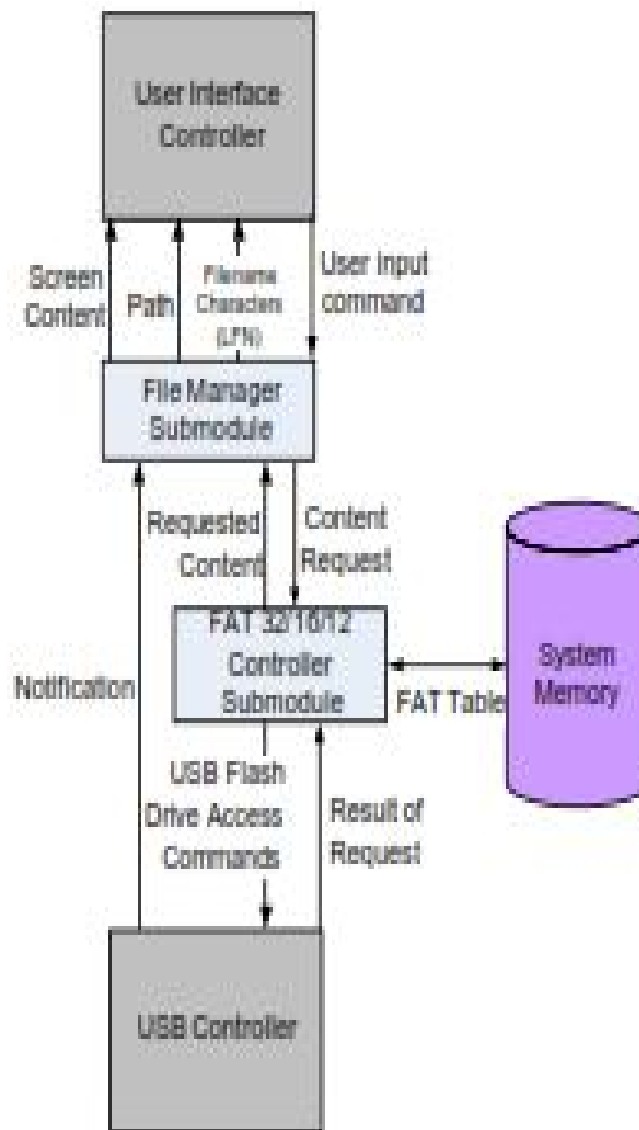 User Interface
Controller
Screen
Content
Path
Filename
Characters
(LFN)
User Input
command
File Manager
Submodule
Requested
Content
Content
Request
FAT 32/16/12
Controller
Submodule
Notification
FAT Table
System
Memory
USB Flash
Drive Access
Commands
Result of
Request
USB Controller